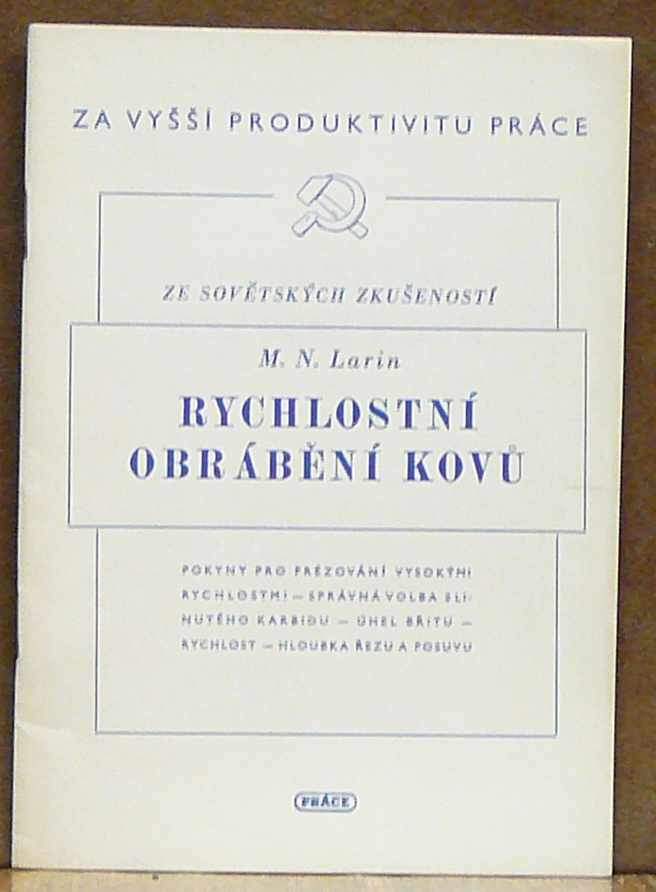 ZA VYŠŠÍ PRODUKTIVITU PRÁCE
ZE SOVĚTSKÝCH ZKUŠENOSTÍ
M. N. Larin
RYCHLOSTNÍ
OBRÁBĚNÍ KOVŮ
POKYNY PRO FRÉZOVÁNÍ VYSOKÝMI
RYCHLOSTMI — SPRÁVNÁ VOLBA SLI-
NUTÉHO KARBIDU — ÚHEL BŘITU —
RYCHLOST — HLOUBKA ŘEZU A POSUVU
PRÁCE